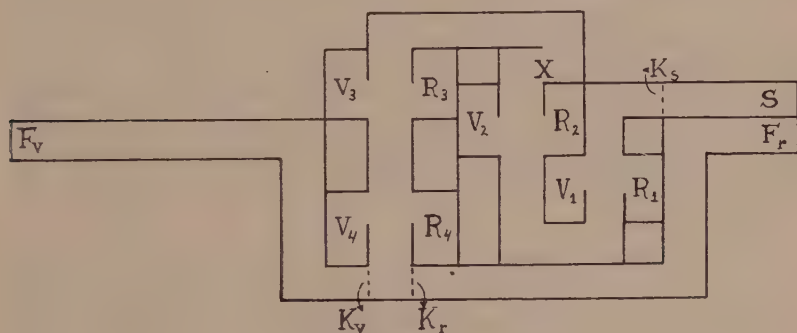 V₃ R₃ X Kₛ
V₂ R₂ S
Fᵥ Fᵣ
V₁ R₁
V₄ R₄
Kᵥ Kᵣ